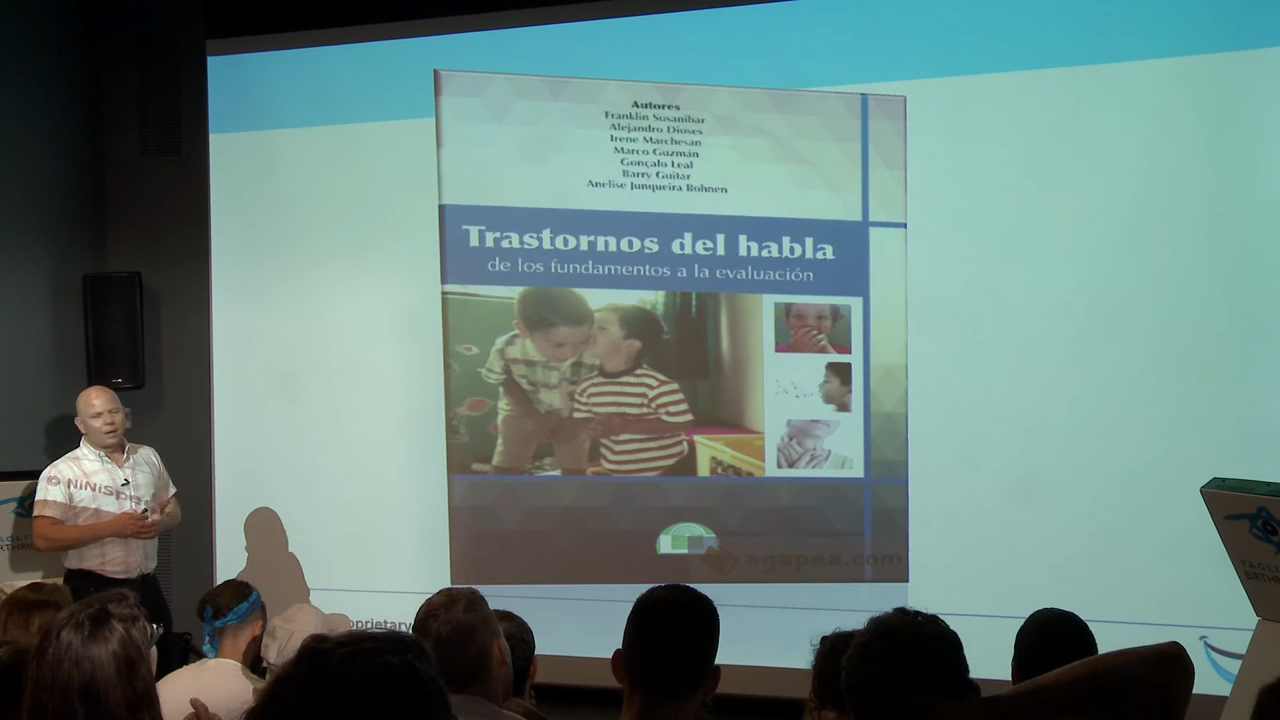 Autores
Franklin Susanibar
Alejandro Dioses
Irene Marchesan
Marco Guzmán
Gonçalo Leal
Barry Guitar
Anelise Junqueira Bohnen
Trastornos del habla
de los fundamentos a la evaluación
agapea.com
© NiNiSpe